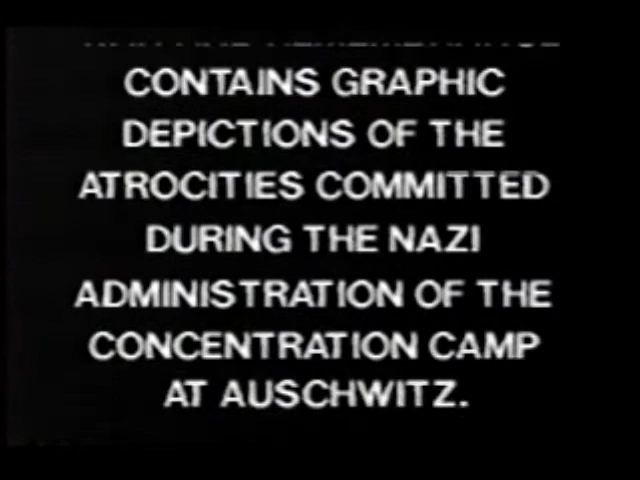 CONTAINS GRAPHIC
DEPICTIONS OF THE
ATROCITIES COMMITTED
DURING THE NAZI
ADMINISTRATION OF THE
CONCENTRATION CAMP
AT AUSCHWITZ.